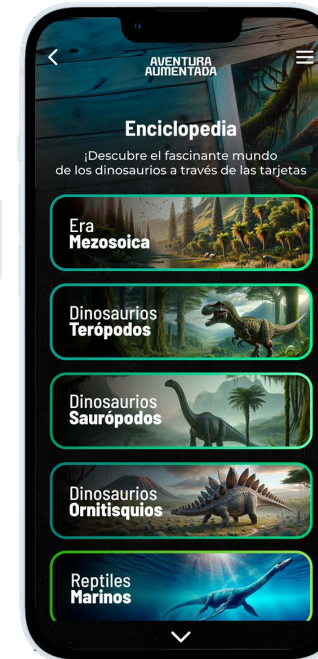 AVENTURA
AUMENTADA
Enciclopedia
¡Descubre el fascinante mundo
de los dinosaurios a través de las tarjetas
Era
Mezosoica
Dinosaurios
Terópodos
Dinosaurios
Saurópodos
Dinosaurios
Ornitisquios
Reptiles
Marinos